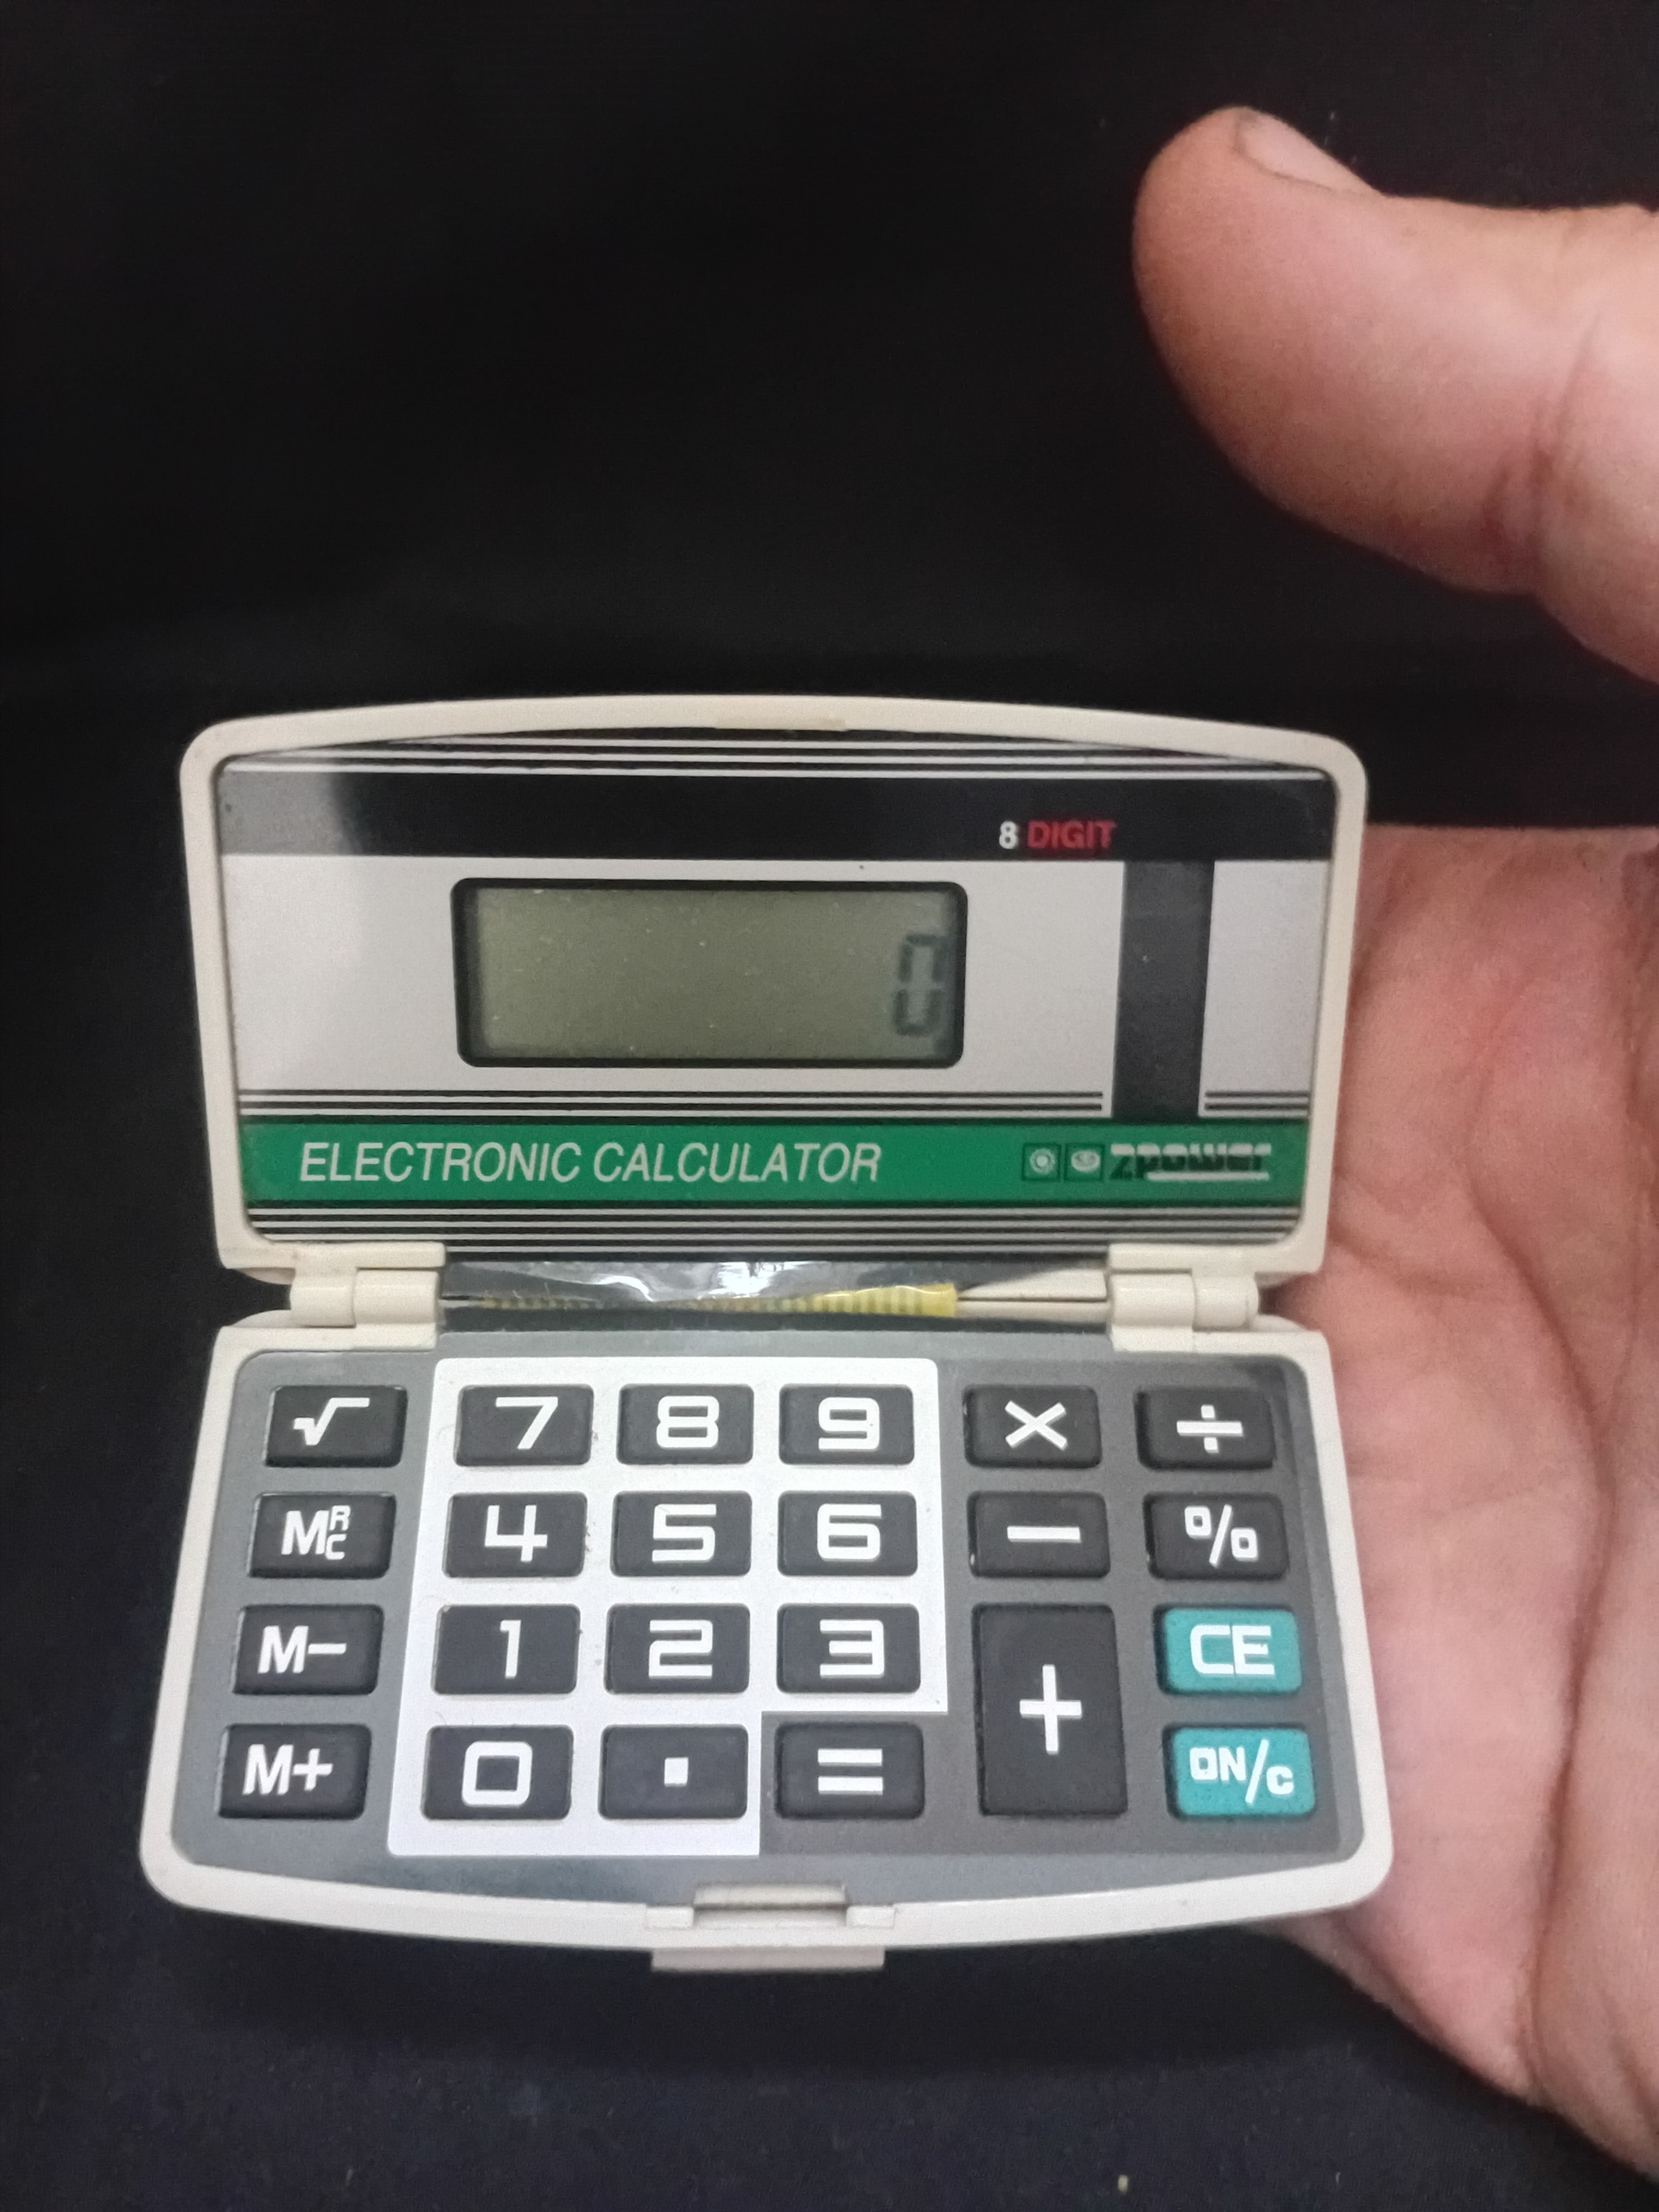 8 DIGIT
0
ELECTRONIC CALCULATOR 2power
√ 7 8 9 × ÷
MRC 4 5 6 − %
M− 1 2 3 + CE
M+ 0 . = ON/C